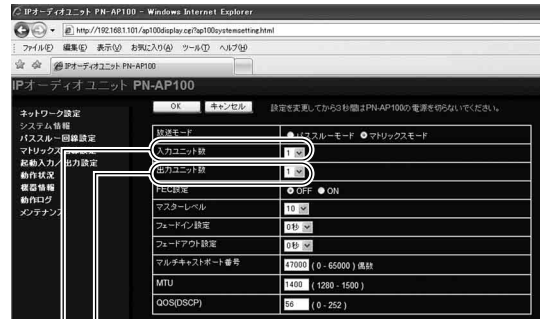 IPオーディオユニット PN-AP100 - Windows Internet Explorer
http://192.168.1.101/ap100display.cgi?ap100systemsetting.html
ファイル(F) 編集(E) 表示(V) お気に入り(A) ツール(T) ヘルプ(H)
IPオーディオユニット PN-AP100
IPオーディオユニット PN-AP100
OK キャンセル 設定を変更してから3秒間はPN-AP100の電源を切らないでください。
ネットワーク設定
システム情報
パススルー回線設定
マトリックス
起動入力/出力設定
動作状況
機器情報
動作ログ
メンテナンス
放送モード パススルーモード マトリックスモード
入力ユニット数 1
出力ユニット数 1
FEC設定 OFF ON
マスターレベル 10
フェードイン設定 0秒
フェードアウト設定 0秒
マルチキャストポート番号 47000 ( 0 - 65000 ) 偶数
MTU 1400 ( 1280 - 1500 )
QOS(DSCP) 56 ( 0 - 252 )